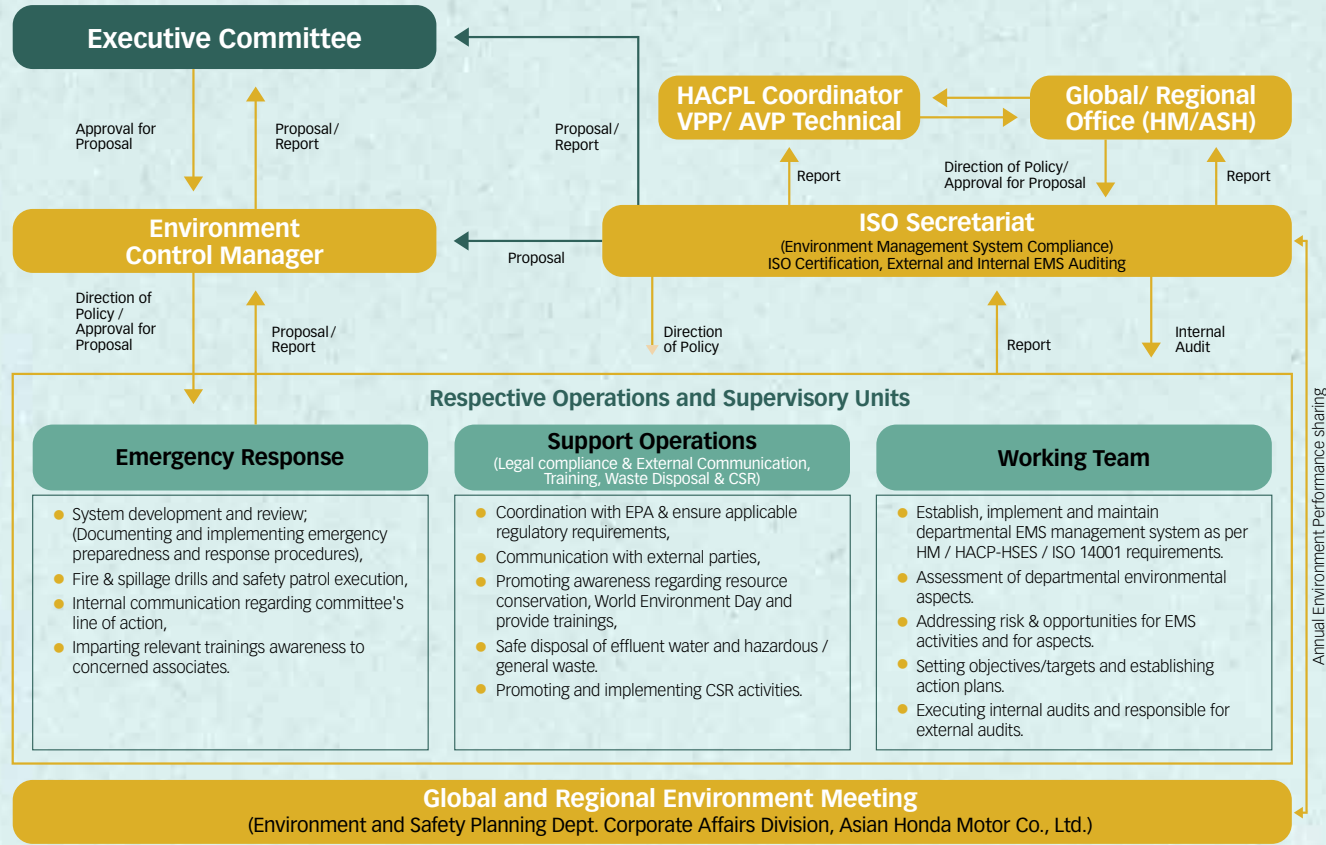 Executive Committee
HACPL Coordinator
VPP/ AVP Technical
Global/ Regional
Office (HM/ASH)
Approval for
Proposal
Proposal/
Report
Proposal/
Report
Report
Direction of Policy/
Approval for Proposal
Report
Environment
Control Manager
Proposal
ISO Secretariat
(Environment Management System Compliance)
ISO Certification, External and Internal EMS Auditing
Direction of
Policy /
Approval for
Proposal
Proposal/
Report
Direction
of Policy
Report
Internal
Audit
Annual Environment Performance sharing
Respective Operations and Supervisory Units
Emergency Response
System development and review;
(Documenting and implementing emergency
preparedness and response procedures),
Fire & spillage drills and safety patrol execution,
Internal communication regarding committee's
line of action,
Imparting relevant trainings awareness to
concerned associates.
Support Operations
(Legal compliance & External Communication,
Training, Waste Disposal & CSR)
Coordination with EPA & ensure applicable
regulatory requirements,
Communication with external parties,
Promoting awareness regarding resource
conservation, World Environment Day and
provide trainings,
Safe disposal of effluent water and hazardous /
general waste.
Promoting and implementing CSR activities.
Working Team
Establish, implement and maintain
departmental EMS management system as per
HM / HACP-HSES / ISO 14001 requirements.
Assessment of departmental environmental
aspects.
Addressing risk & opportunities for EMS
activities and for aspects.
Setting objectives/targets and establishing
action plans.
Executing internal audits and responsible for
external audits.
Global and Regional Environment Meeting
(Environment and Safety Planning Dept. Corporate Affairs Division, Asian Honda Motor Co., Ltd.)